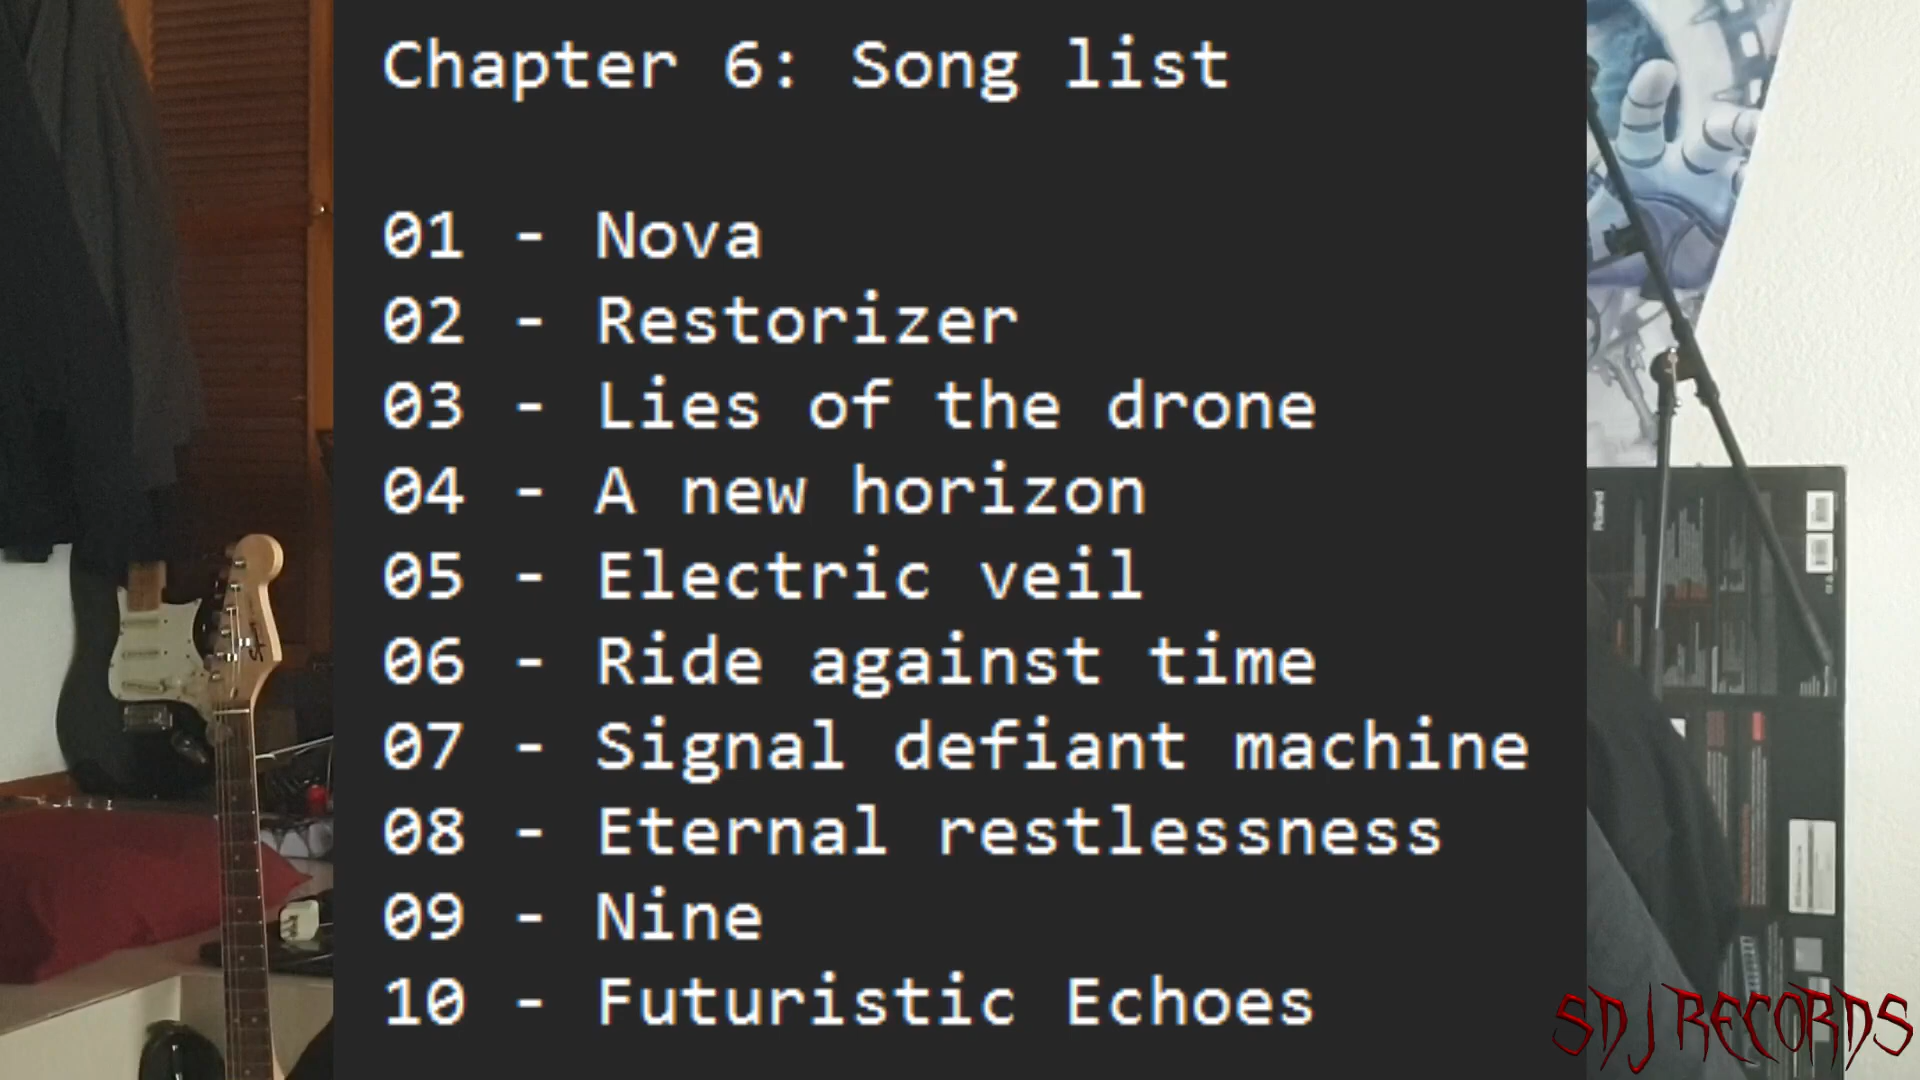 Chapter 6: Song list
01 - Nova
02 - Restorizer
03 - Lies of the drone
04 - A new horizon
05 - Electric veil
06 - Ride against time
07 - Signal defiant machine
08 - Eternal restlessness
09 - Nine
10 - Futuristic Echoes
Roland
SDJ RECORDS